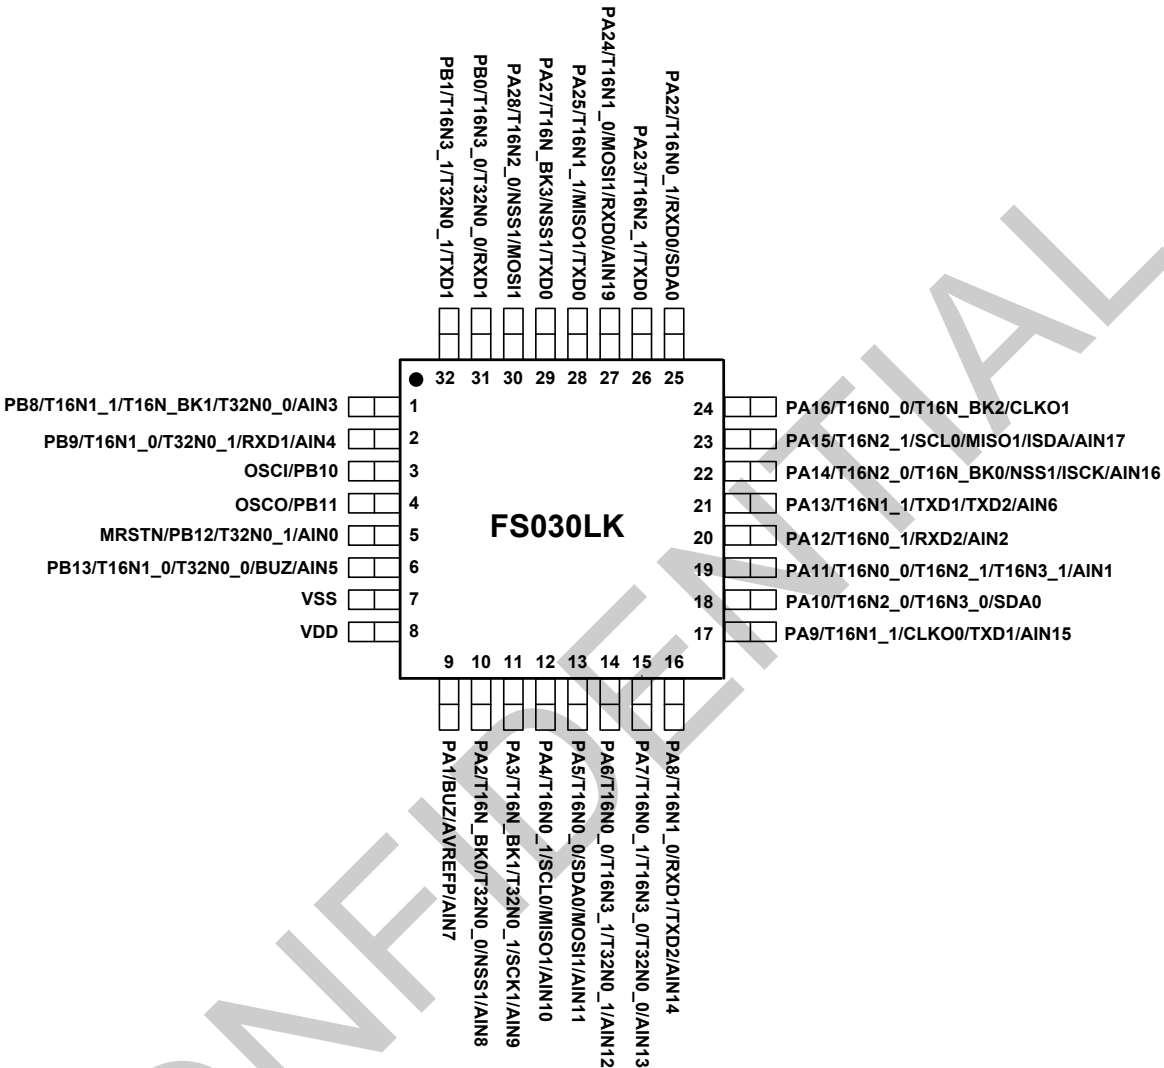 PB1/T16N3_1/T32N0_1/TXD1
PB0/T16N3_0/T32N0_0/RXD1
PA28/T16N2_0/NSS1/MOSI1
PA27/T16N_BK3/NSS1/TXD0
PA25/T16N1_1/MISO1/TXD0
PA24/T16N1_0/MOSI1/RXD0/AIN19
PA23/T16N2_1/TXD0
PA22/T16N0_1/RXD0/SDA0
32 31 30 29 28 27 26 25
PB8/T16N1_1/T16N_BK1/T32N0_0/AIN3 1
PB9/T16N1_0/T32N0_1/RXD1/AIN4 2
OSCI/PB10 3
OSCO/PB11 4
MRSTN/PB12/T32N0_1/AIN0 5
PB13/T16N1_0/T32N0_0/BUZ/AIN5 6
VSS 7
VDD 8
FS030LK
24 PA16/T16N0_0/T16N_BK2/CLKO1
23 PA15/T16N2_1/SCL0/MISO1/ISDA/AIN17
22 PA14/T16N2_0/T16N_BK0/NSS1/ISCK/AIN16
21 PA13/T16N1_1/TXD1/TXD2/AIN6
20 PA12/T16N0_1/RXD2/AIN2
19 PA11/T16N0_0/T16N2_1/T16N3_1/AIN1
18 PA10/T16N2_0/T16N3_0/SDA0
17 PA9/T16N1_1/CLKO0/TXD1/AIN15
9 10 11 12 13 14 15 16
PA1/BUZ/AVREFP/AIN7
PA2/T16N_BK0/T32N0_0/NSS1/AIN8
PA3/T16N_BK1/T32N0_1/SCK1/AIN9
PA4/T16N0_1/SCL0/MISO1/AIN10
PA5/T16N0_0/SDA0/MOSI1/AIN11
PA6/T16N0_0/T16N3_1/T32N0_1/AIN12
PA7/T16N0_1/T16N3_0/T32N0_0/AIN13
PA8/T16N1_0/RXD1/TXD2/AIN14
ONFIDENTIAL